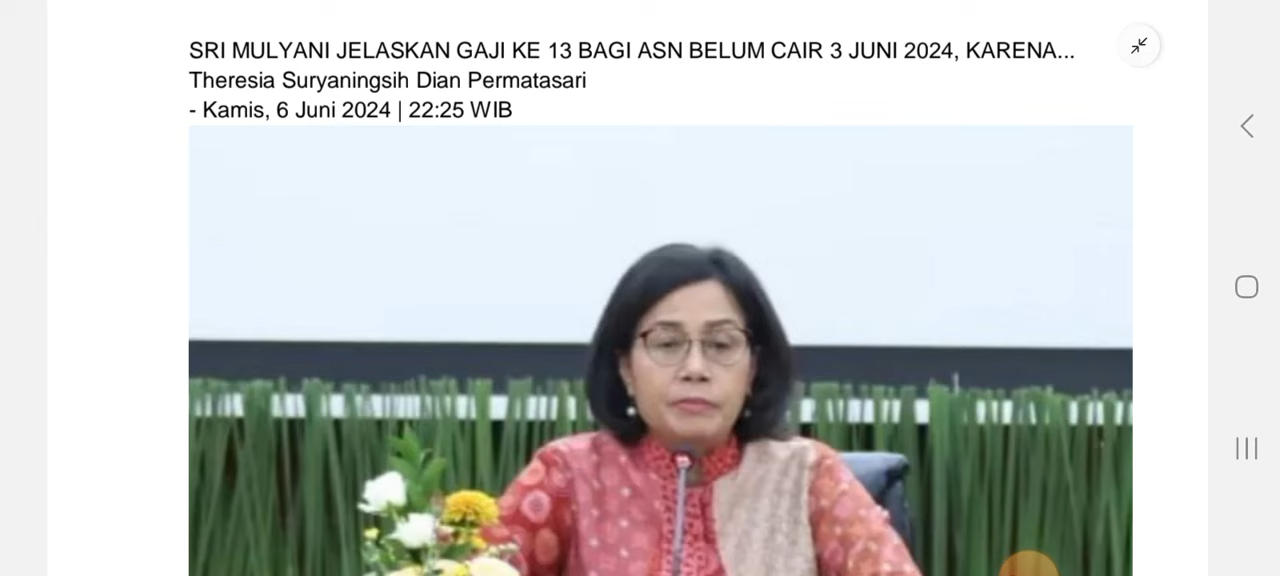 SRI MULYANI JELASKAN GAJI KE 13 BAGI ASN BELUM CAIR 3 JUNI 2024, KARENA...
Theresia Suryaningsih Dian Permatasari
- Kamis, 6 Juni 2024 | 22:25 WIB